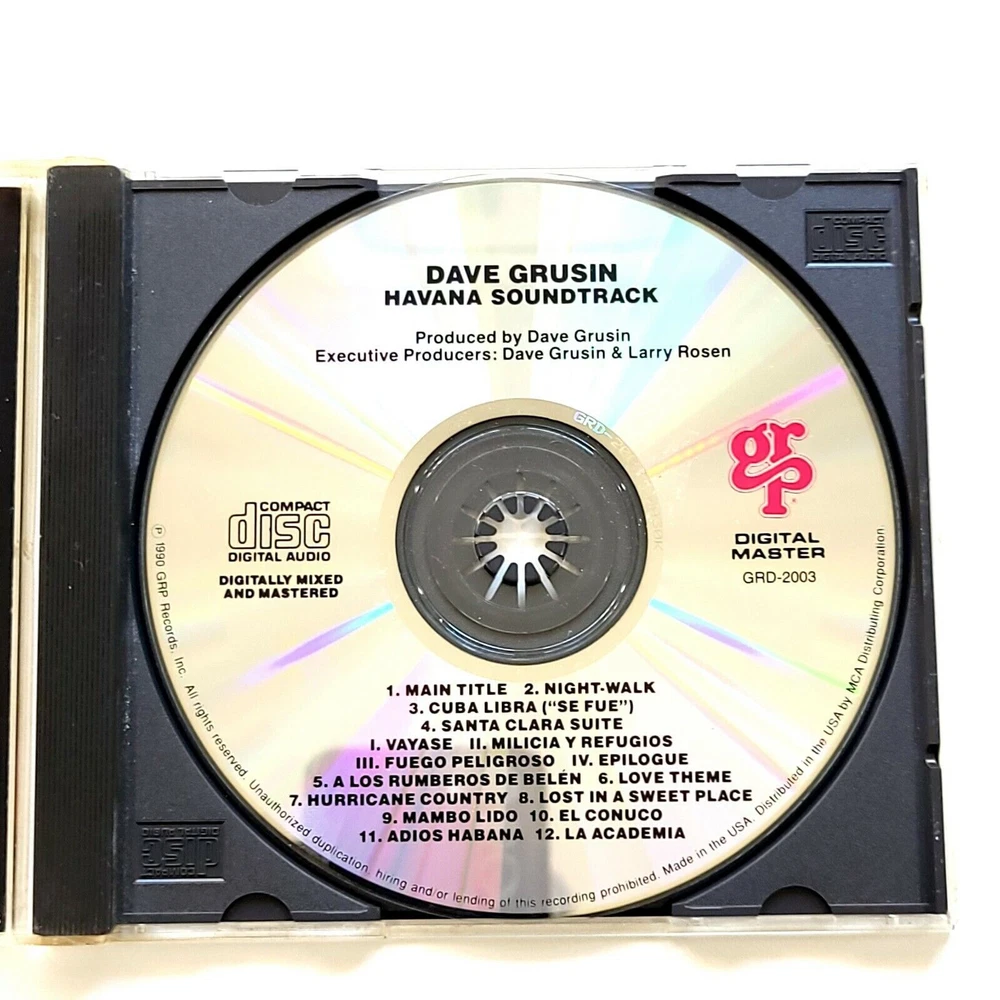 COMPACT
disc
DIGITAL AUDIO
DAVE GRUSIN
HAVANA SOUNDTRACK
Produced by Dave Grusin
Executive Producers: Dave Grusin & Larry Rosen
GRD-
COMPACT
disc
DIGITAL AUDIO
DIGITALLY MIXED
AND MASTERED
grp
DIGITAL
MASTER
GRD-2003
1. MAIN TITLE 2. NIGHT-WALK
3. CUBA LIBRA (“SE FUE”)
4. SANTA CLARA SUITE
I. VAYASE II. MILICIA Y REFUGIOS
III. FUEGO PELIGROSO IV. EPILOGUE
5. A LOS RUMBEROS DE BELÉN 6. LOVE THEME
7. HURRICANE COUNTRY 8. LOST IN A SWEET PLACE
9. MAMBO LIDO 10. EL CONUCO
11. ADIOS HABANA 12. LA ACADEMIA
℗ 1990 GRP Records, Inc. All rights reserved. Unauthorized duplication, hiring and/or lending of this recording prohibited. Made in the USA. Distributed in the USA by MCA Distributing Corporation.
COMPACT
disc
DIGITAL AUDIO